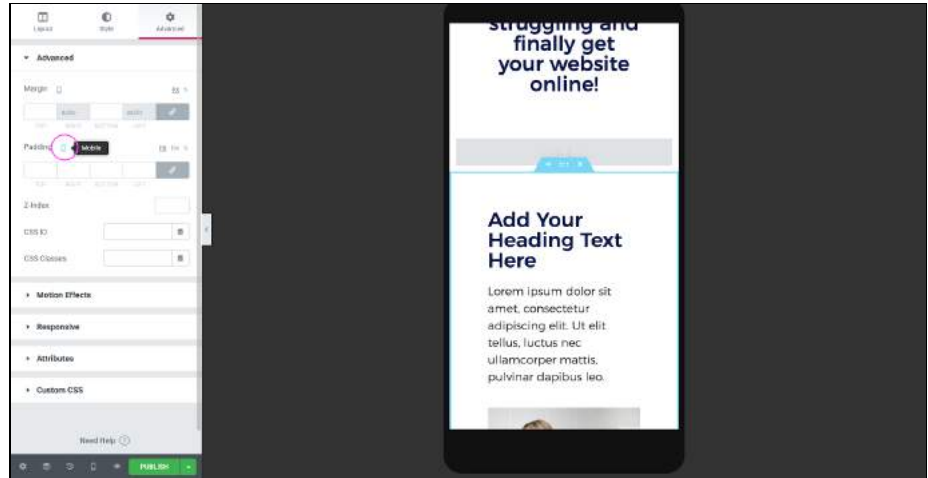 Layout Style Advanced
Advanced
Margin
Padding Mobile
Z-Index
CSS ID
CSS Classes
Motion Effects
Responsive
Attributes
Custom CSS
Need Help
PUBLISH
struggling and
finally get
your website
online!
Add Your
Heading Text
Here
Lorem ipsum dolor sit
amet, consectetur
adipiscing elit. Ut elit
tellus, luctus nec
ullamcorper mattis,
pulvinar dapibus leo.